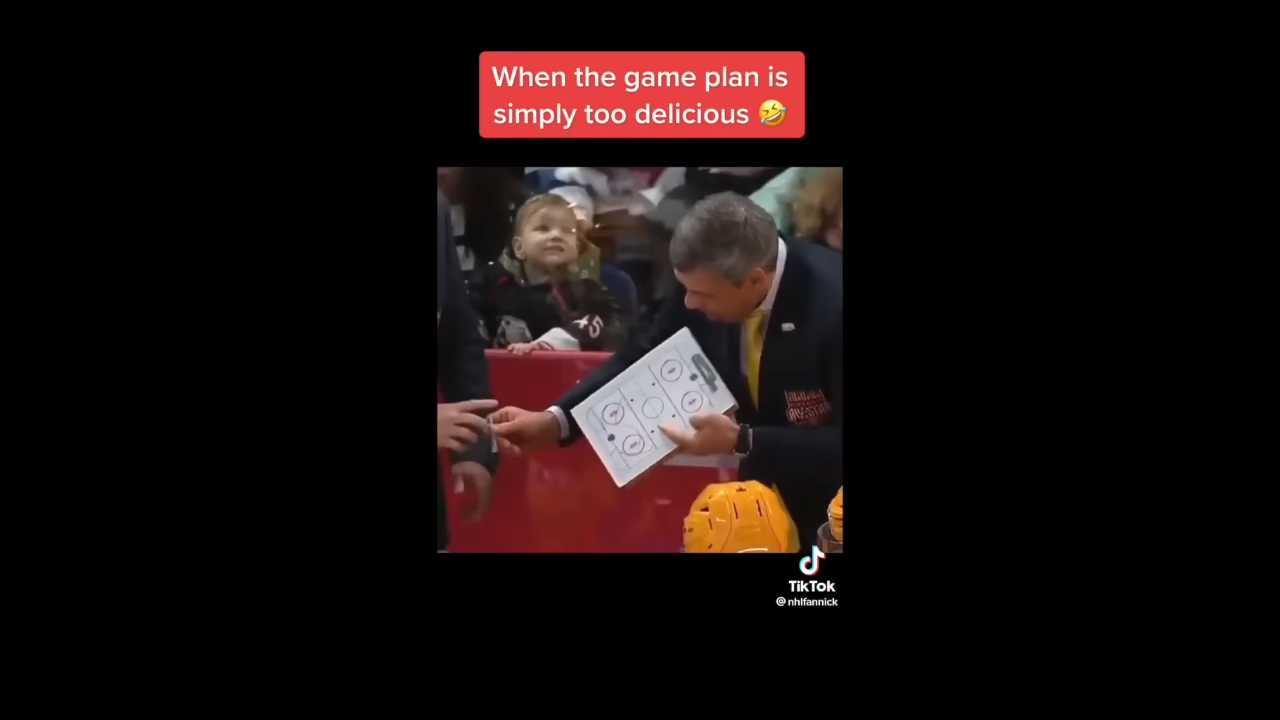 When the game plan is
simply too delicious 🤣
TikTok
@nhlfannick